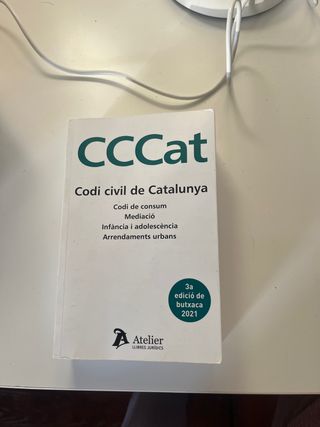 CCCat
Codi civil de Catalunya
Codi de consum
Mediació
Infància i adolescència
Arrendaments urbans
3a
edició de
butxaca
2021
Atelier
LLIBRES JURÍDICS